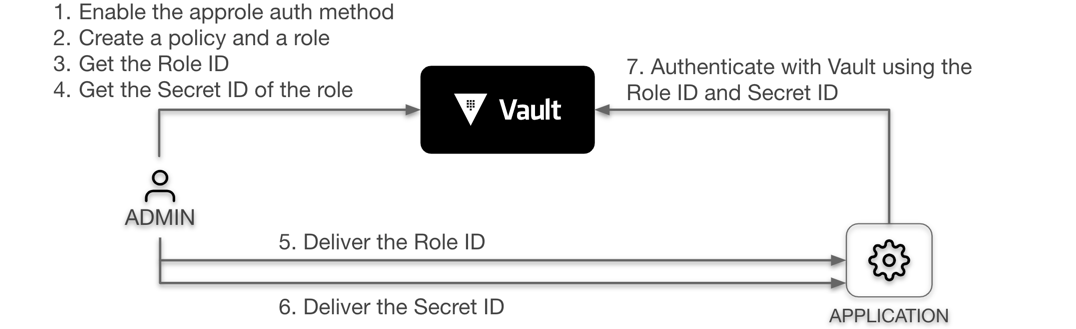 1. Enable the approle auth method
2. Create a policy and a role
3. Get the Role ID
4. Get the Secret ID of the role
7. Authenticate with Vault using the
Role ID and Secret ID
Vault
ADMIN
5. Deliver the Role ID
6. Deliver the Secret ID
APPLICATION